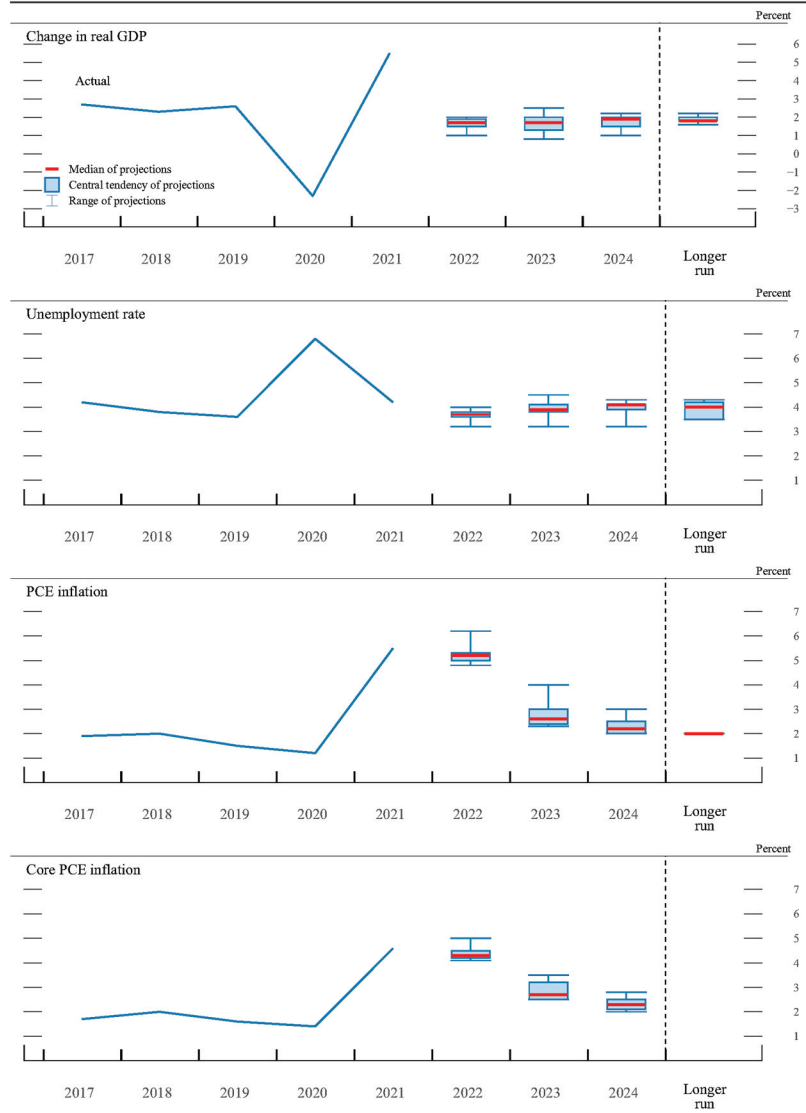 Percent
Change in real GDP
6
5
4
3
2
1
0
−1
−2
−3
Actual
Median of projections
Central tendency of projections
Range of projections
2017 2018 2019 2020 2021 2022 2023 2024 Longer run
Percent
Unemployment rate
7
6
5
4
3
2
1
2017 2018 2019 2020 2021 2022 2023 2024 Longer run
Percent
PCE inflation
7
6
5
4
3
2
1
2017 2018 2019 2020 2021 2022 2023 2024 Longer run
Percent
Core PCE inflation
7
6
5
4
3
2
1
2017 2018 2019 2020 2021 2022 2023 2024 Longer run